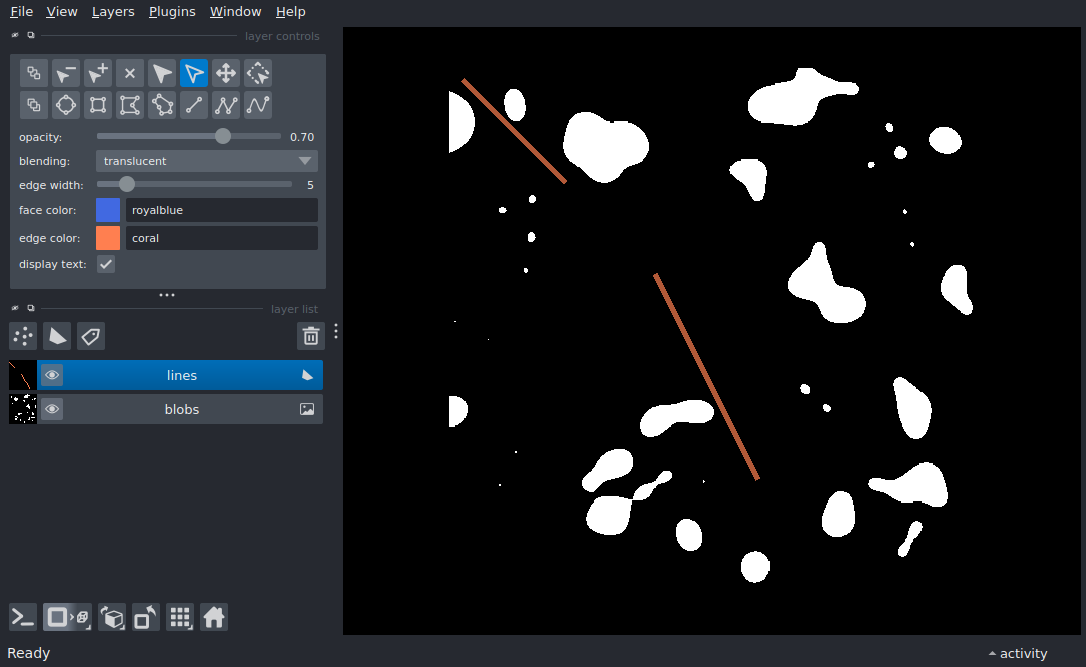 File View Layers Plugins Window Help
layer controls
opacity: 0.70
blending: translucent
edge width: 5
face color: royalblue
edge color: coral
display text:
layer list
lines
blobs
Ready
activity